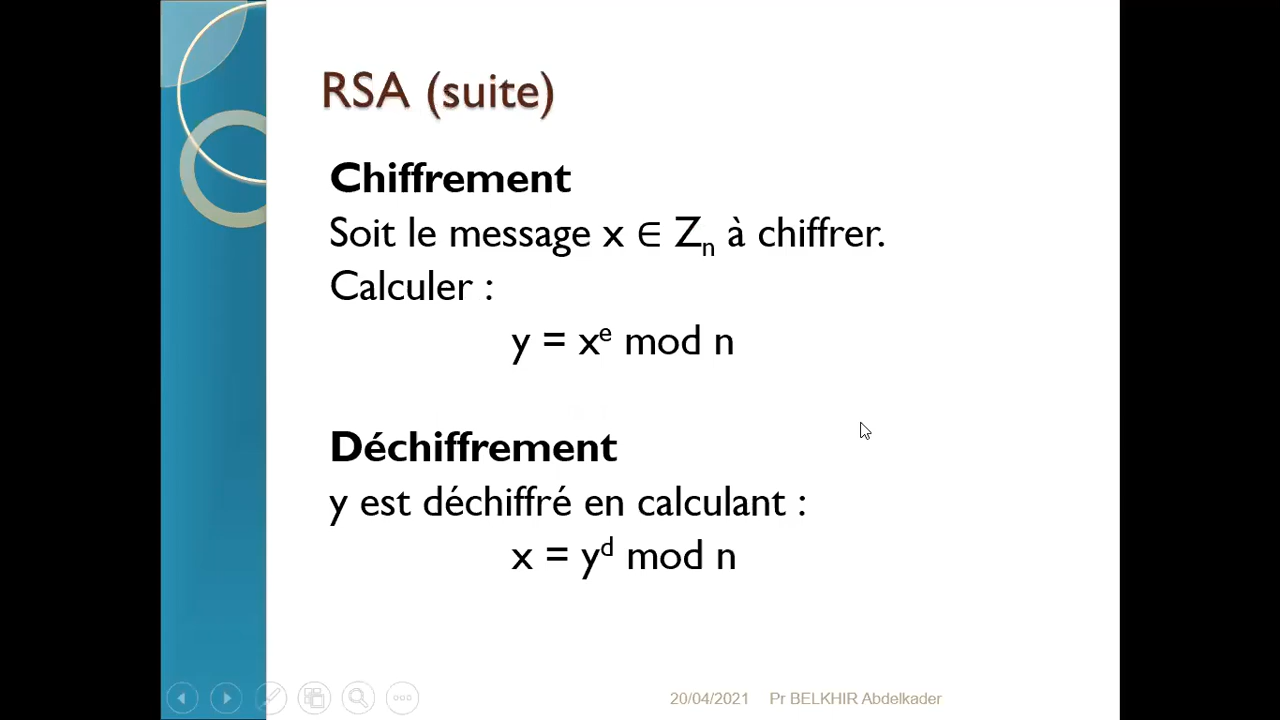 RSA (suite)
Chiffrement
Soit le message x ∈ Zn à chiffrer.
Calculer :
y = xᵉ mod n
Déchiffrement
y est déchiffré en calculant :
x = yᵈ mod n
20/04/2021 Pr BELKHIR Abdelkader